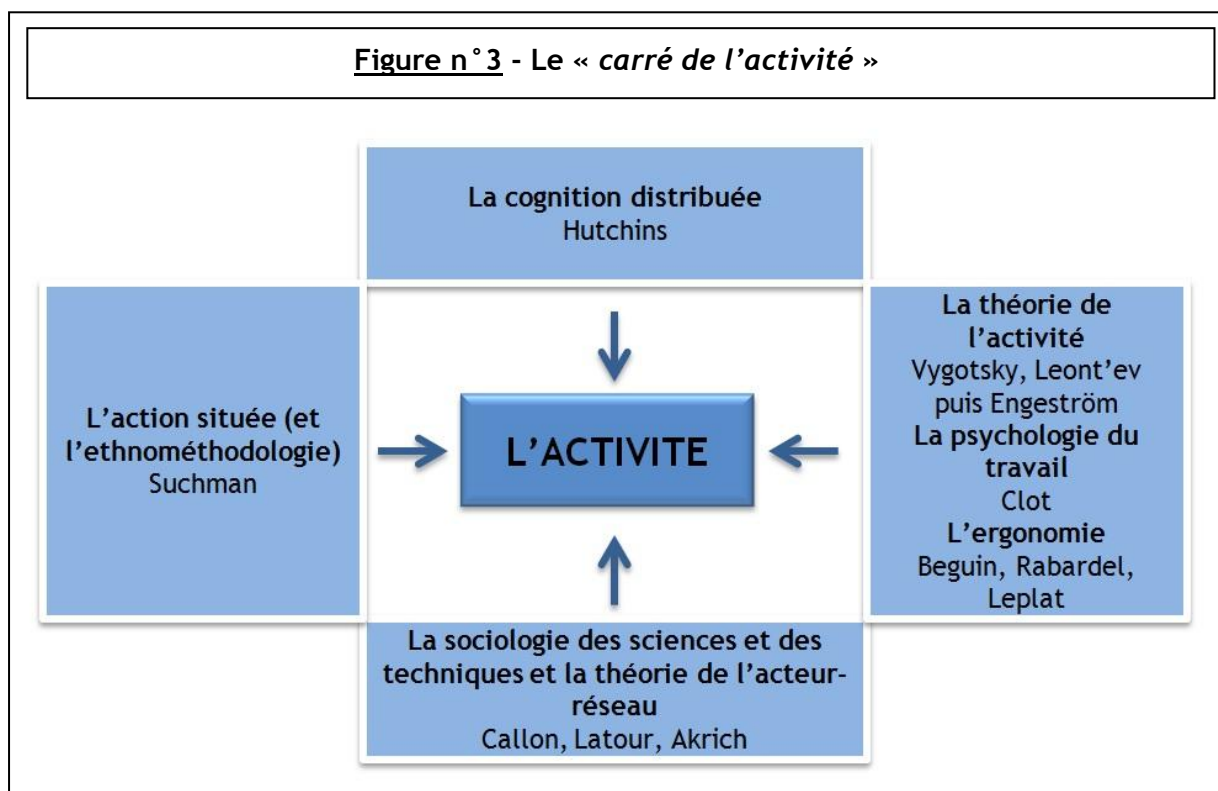 Figure n°3 - Le « carré de l’activité »
La cognition distribuée
Hutchins
L’action située (et
l’ethnométhodologie)
Suchman
L’ACTIVITE
La théorie de
l’activité
Vygotsky, Leont’ev
puis Engeström
La psychologie du
travail
Clot
L’ergonomie
Beguin, Rabardel,
Leplat
La sociologie des sciences et des
techniques et la théorie de l’acteur-
réseau
Callon, Latour, Akrich